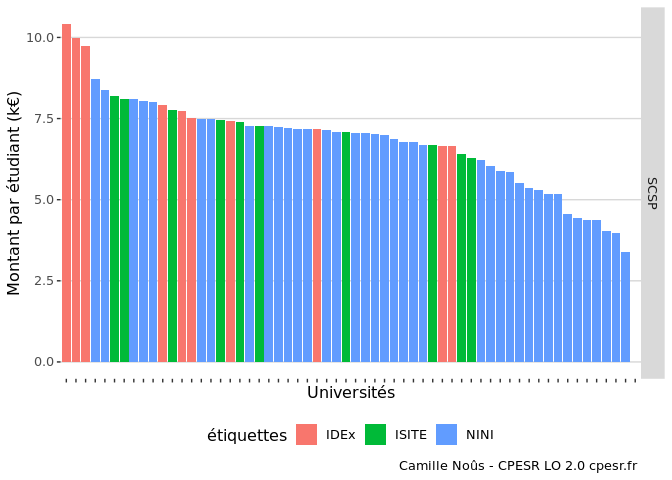 10.0
7.5
5.0
2.5
0.0
Montant par étudiant (k€)
SCSP
Universités
étiquettes IDEx ISITE NINI
Camille Noûs - CPESR LO 2.0 cpesr.fr